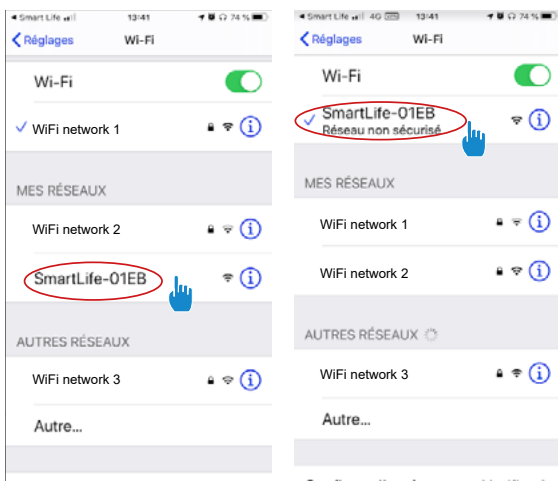 Smart Life 13:41 74 %
Réglages Wi-Fi
Wi-Fi
WiFi network 1
MES RÉSEAUX
WiFi network 2
SmartLife-01EB
AUTRES RÉSEAUX
WiFi network 3
Autre...
Smart Life 4G 13:41 74 %
Réglages Wi-Fi
Wi-Fi
SmartLife-01EB
Réseau non sécurisé
MES RÉSEAUX
WiFi network 1
WiFi network 2
AUTRES RÉSEAUX
WiFi network 3
Autre...